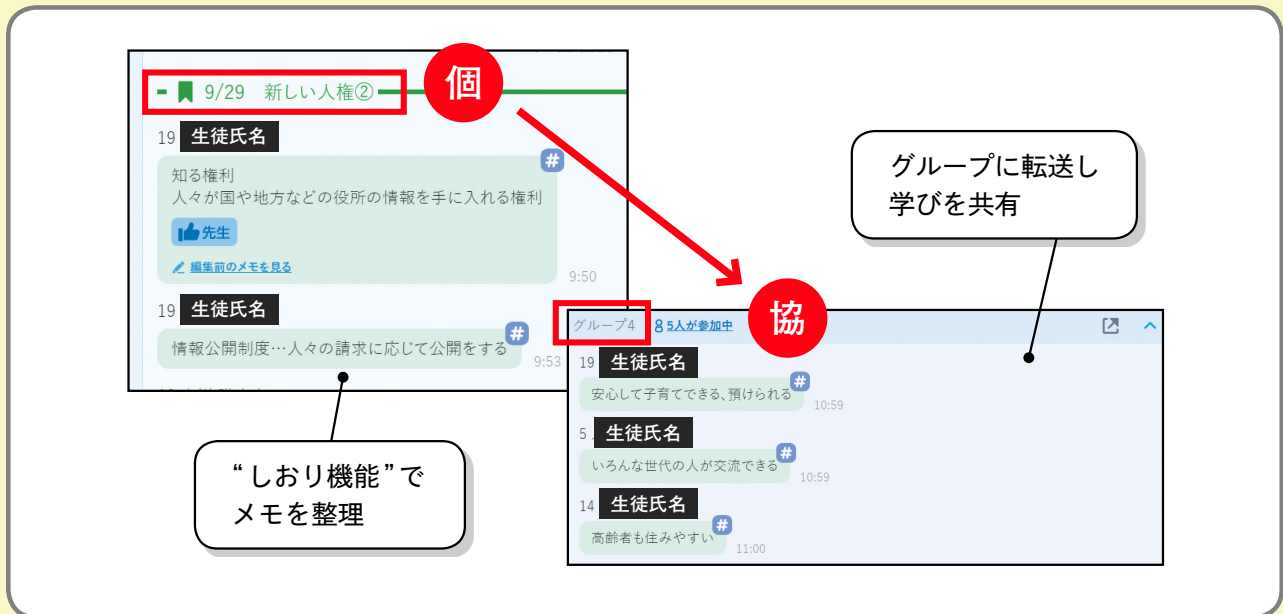 9/29 新しい人権②
個
19 生徒氏名
知る権利
人々が国や地方などの役所の情報を手に入れる権利
先生
編集前のメモを見る
9:50
19 生徒氏名
情報公開制度…人々の請求に応じて公開をする
9:53
“しおり機能”で
メモを整理
グループに転送し
学びを共有
協
グループ4 5人が参加中
19 生徒氏名
安心して子育てできる、預けられる
10:59
5 生徒氏名
いろんな世代の人が交流できる
10:59
14 生徒氏名
高齢者も住みやすい
11:00